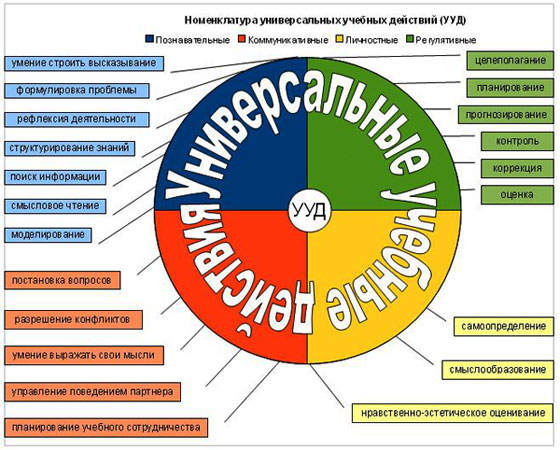 Номенклатура универсальных учебных действий (УУД)
Познавательные Коммуникативные Личностные Регулятивные
умение строить высказывание
формулировка проблемы
рефлексия деятельности
структурирование знаний
поиск информации
смысловое чтение
моделирование
целеполагание
планирование
прогнозирование
контроль
коррекция
оценка
Универсальные учебные действия
УУД
постановка вопросов
разрешение конфликтов
умение выражать свои мысли
управление поведением партнера
планирование учебного сотрудничества
самоопределение
смыслообразование
нравственно-эстетическое оценивание